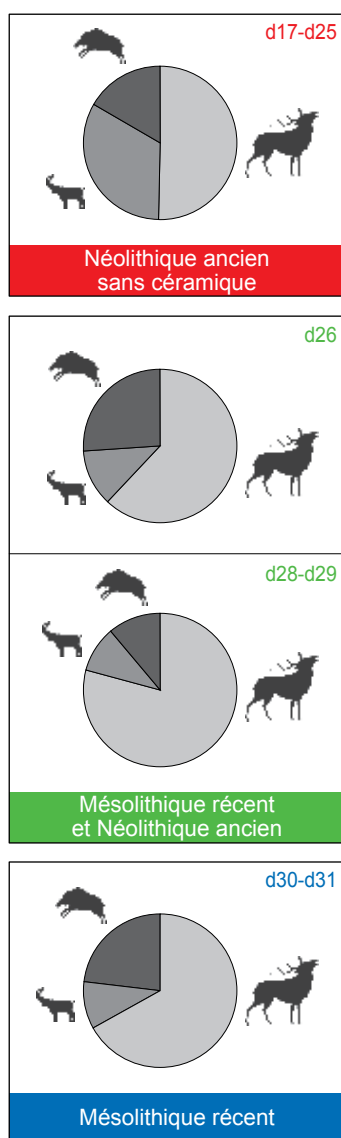 d17-d25
Néolithique ancien
sans céramique
d26
d28-d29
Mésolithique récent
et Néolithique ancien
d30-d31
Mésolithique récent